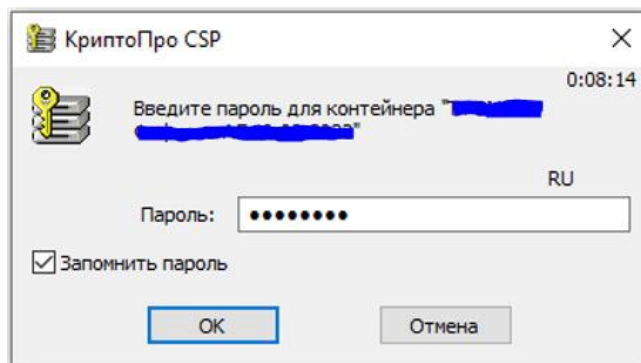 КриптоПро CSP
0:08:14
Введите пароль для контейнера "
"
RU
Пароль: ••••••••
Запомнить пароль
OK
Отмена